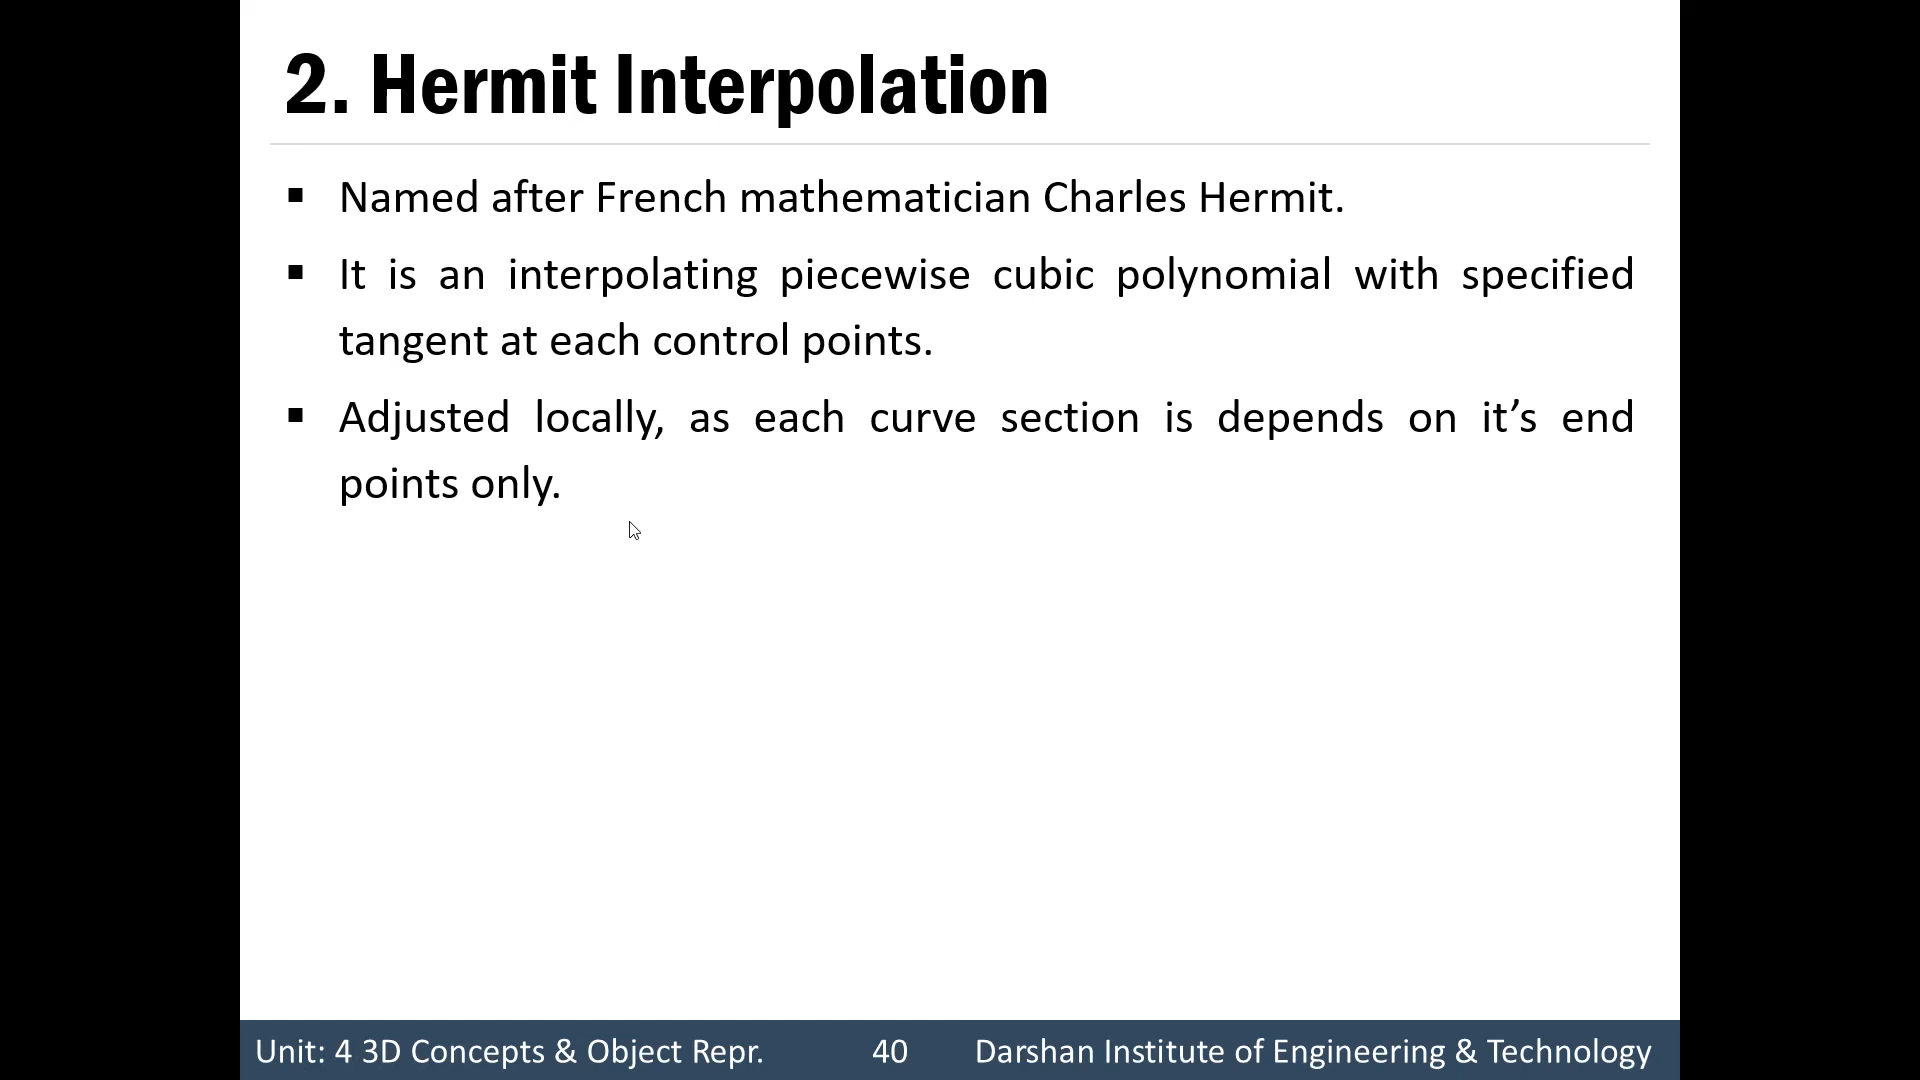 2. Hermit Interpolation
▪ Named after French mathematician Charles Hermit.
▪ It is an interpolating piecewise cubic polynomial with specified
tangent at each control points.
▪ Adjusted locally, as each curve section is depends on it’s end
points only.
Unit: 4 3D Concepts & Object Repr. 40 Darshan Institute of Engineering & Technology